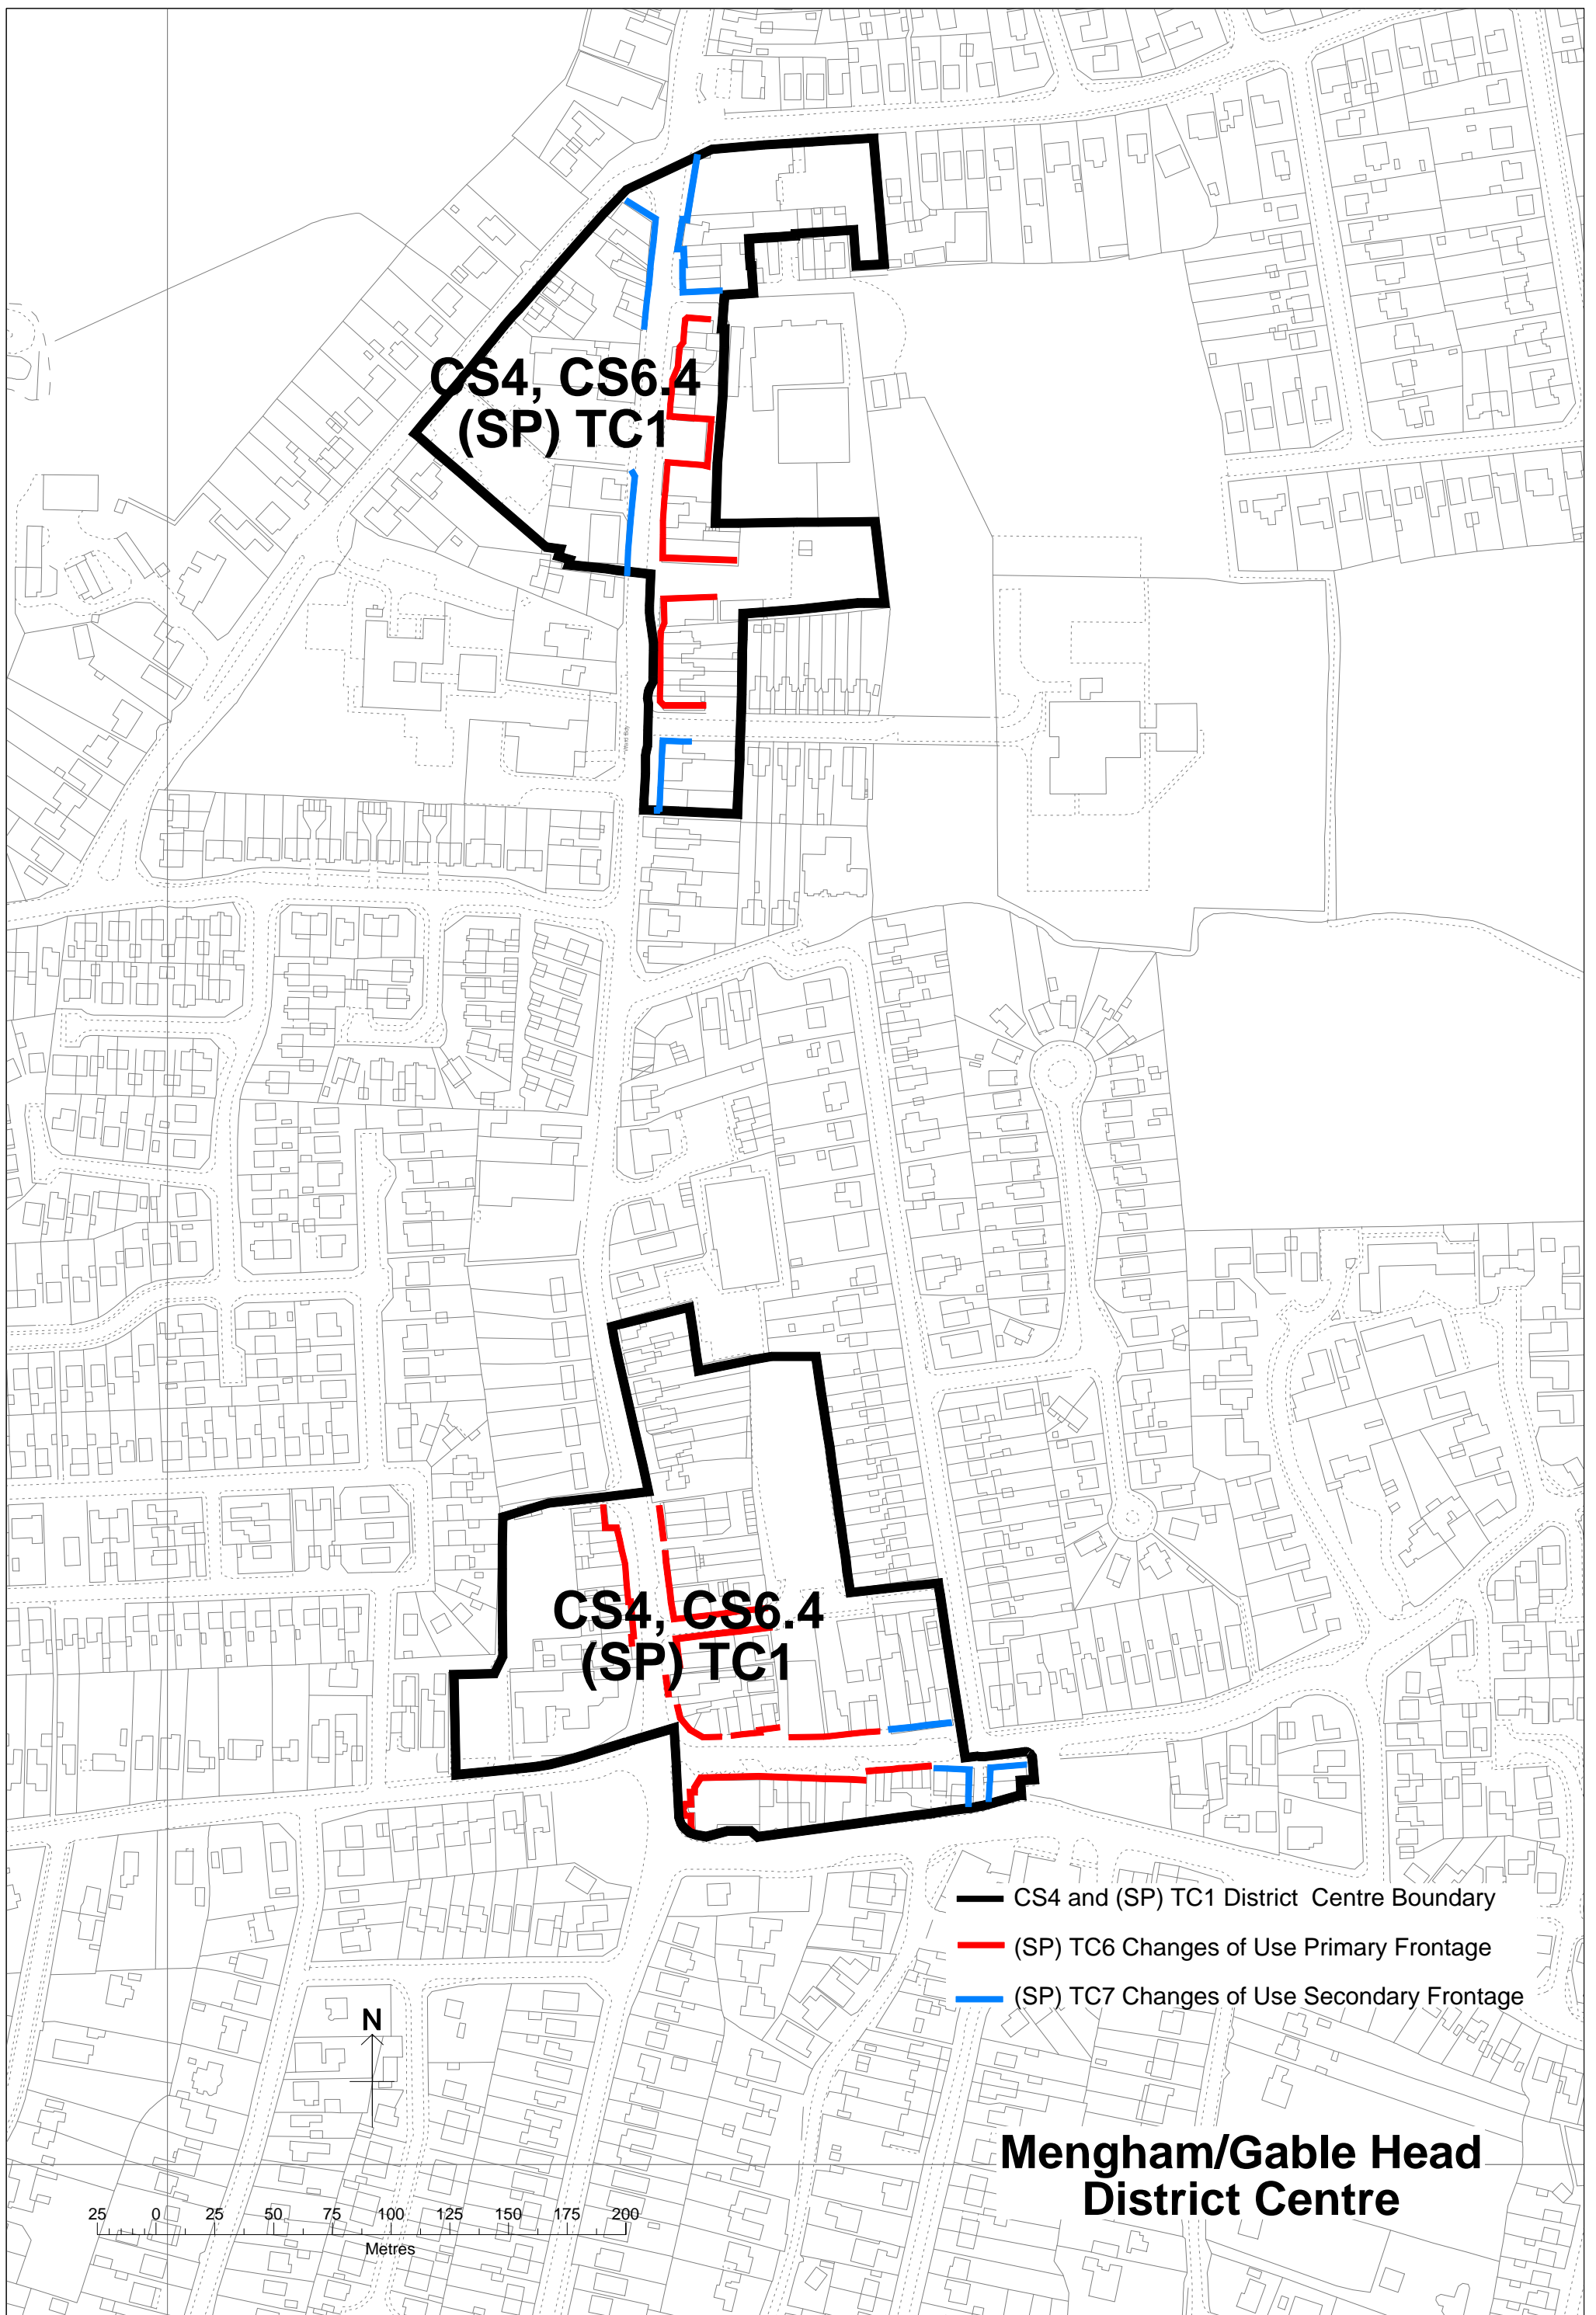 CS4, CS6.4
(SP) TC1
CS4, CS6.4
(SP) TC1
CS4 and (SP) TC1 District Centre Boundary
(SP) TC6 Changes of Use Primary Frontage
(SP) TC7 Changes of Use Secondary Frontage
N
Mengham/Gable Head
District Centre
25 0 25 50 75 100 125 150 175 200
Metres